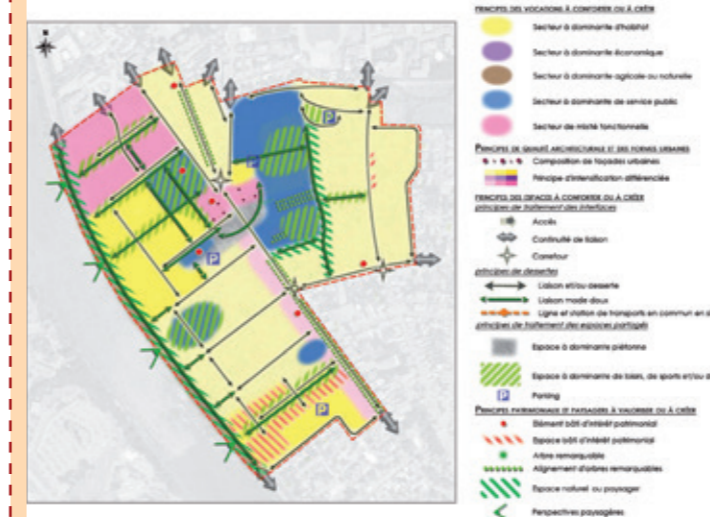 PRINCIPES DES VOCATIONS À CONFORTER OU À CRÉER
Secteur à dominante d'habitat
Secteur à dominante économique
Secteur à dominante agricole ou naturelle
Secteur à dominante de service public
Secteur de mixité fonctionnelle
PRINCIPES DE QUALITÉ ARCHITECTURALE ET DES FORMES URBAINES
Composition de façades urbaines
Principe d'intensification différenciée
PRINCIPES DES ESPACES À CONFORTER OU À CRÉER
principes de traitement des interfaces
Accès
Continuité de liaison
Carrefour
principes de dessertes
Liaison et/ou desserte
Liaison mode doux
Ligne et station de transports en commun en
principes de traitement des espaces partagés
Espace à dominante piétonne
Espace à dominante de loisirs, de sports et/ou
P Parking
PRINCIPES PATRIMONIAUX ET PAYSAGERS À VALORISER OU À CRÉER
Elément bâti d'intérêt patrimonial
Espace bâti d'intérêt patrimonial
Arbre remarquable
Alignement d'arbres remarquables
Espace naturel ou paysager
Perspectives paysagères
P
P
P
P